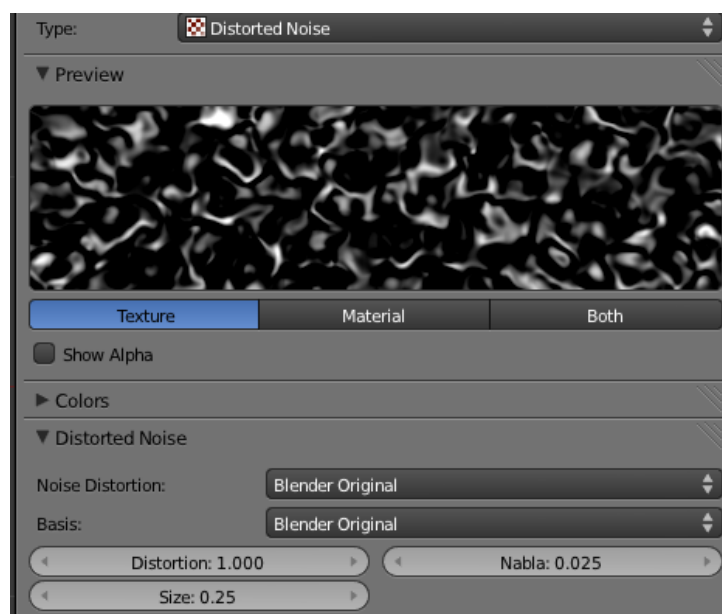 Type: Distorted Noise
Preview
Texture Material Both
Show Alpha
Colors
Distorted Noise
Noise Distortion: Blender Original
Basis: Blender Original
Distortion: 1.000 Nabla: 0.025
Size: 0.25